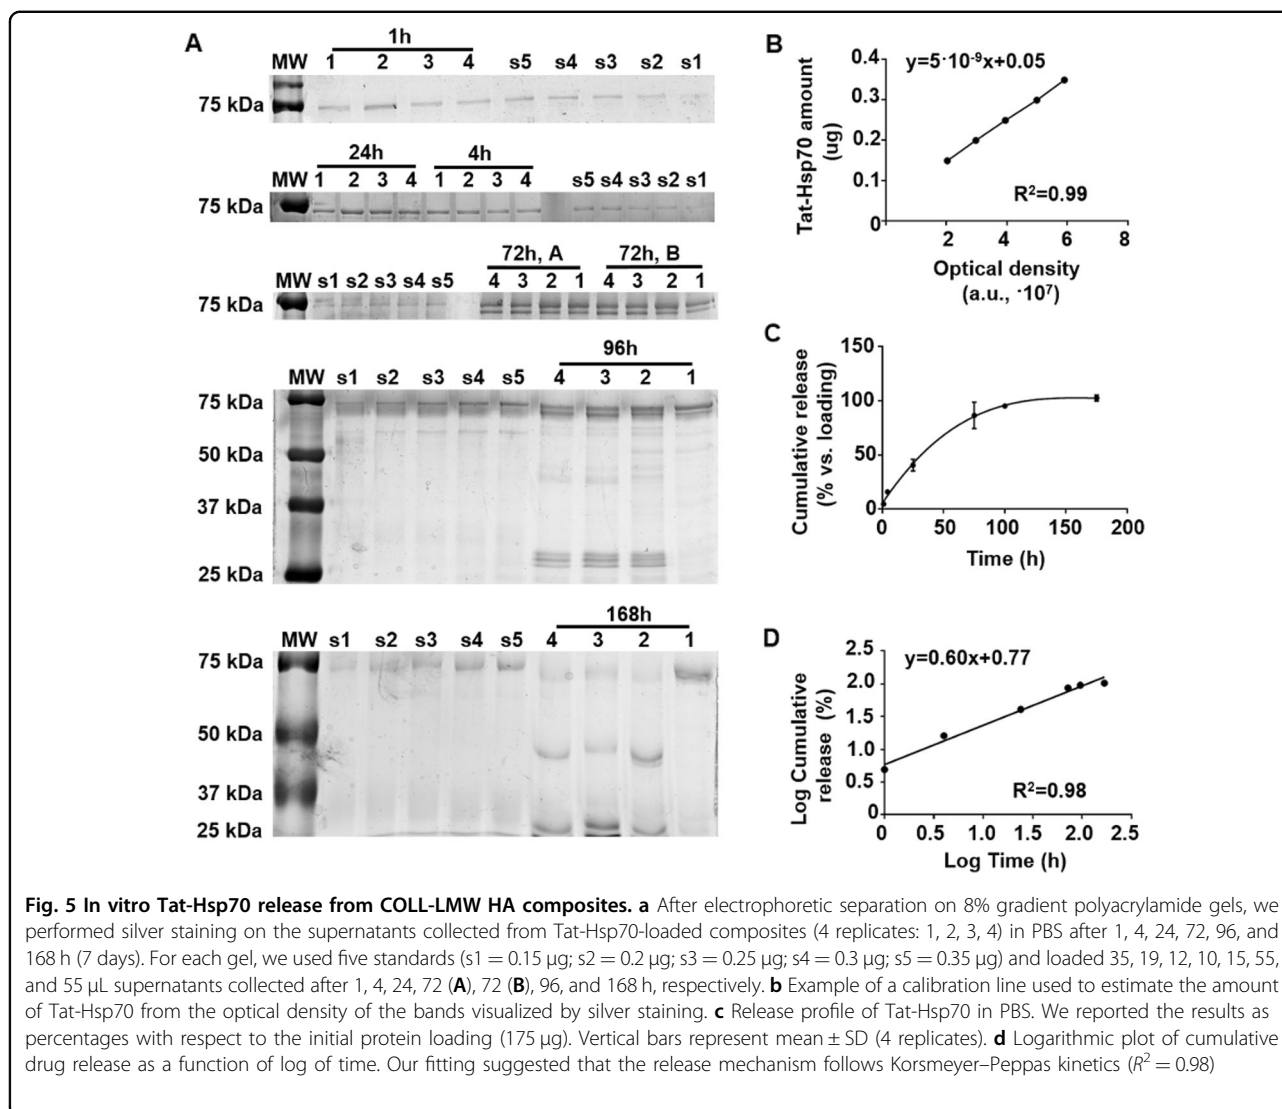 A
1h
MW 1 2 3 4 s5 s4 s3 s2 s1
75 kDa
24h 4h
MW 1 2 3 4 1 2 3 4 s5 s4 s3 s2 s1
75 kDa
72h, A 72h, B
MW s1 s2 s3 s4 s5 4 3 2 1 4 3 2 1
75 kDa
96h
MW s1 s2 s3 s4 s5 4 3 2 1
75 kDa
50 kDa
37 kDa
25 kDa
168h
MW s1 s2 s3 s4 s5 4 3 2 1
75 kDa
50 kDa
37 kDa
25 kDa
B
Tat-Hsp70 amount
(ug)
0.4
0.3
0.2
0.1
0
y=5·10⁻⁹x+0.05
R²=0.99
2 4 6 8
Optical density
(a.u., ·10⁷)
C
Cumulative release
(% vs. loading)
150
100
50
0
0 50 100 150 200
Time (h)
D
Log Cumulative
release (%)
2.5
2.0
1.5
1.0
0.5
0
y=0.60x+0.77
R²=0.98
0 0.5 1.0 1.5 2.0 2.5
Log Time (h)
Fig. 5 In vitro Tat-Hsp70 release from COLL-LMW HA composites. a After electrophoretic separation on 8% gradient polyacrylamide gels, we
performed silver staining on the supernatants collected from Tat-Hsp70-loaded composites (4 replicates: 1, 2, 3, 4) in PBS after 1, 4, 24, 72, 96, and
168 h (7 days). For each gel, we used five standards (s1 = 0.15 µg; s2 = 0.2 µg; s3 = 0.25 µg; s4 = 0.3 µg; s5 = 0.35 µg) and loaded 35, 19, 12, 10, 15, 55,
and 55 µL supernatants collected after 1, 4, 24, 72 (A), 72 (B), 96, and 168 h, respectively. b Example of a calibration line used to estimate the amount
of Tat-Hsp70 from the optical density of the bands visualized by silver staining. c Release profile of Tat-Hsp70 in PBS. We reported the results as
percentages with respect to the initial protein loading (175 µg). Vertical bars represent mean ± SD (4 replicates). d Logarithmic plot of cumulative
drug release as a function of log of time. Our fitting suggested that the release mechanism follows Korsmeyer–Peppas kinetics (R² = 0.98)